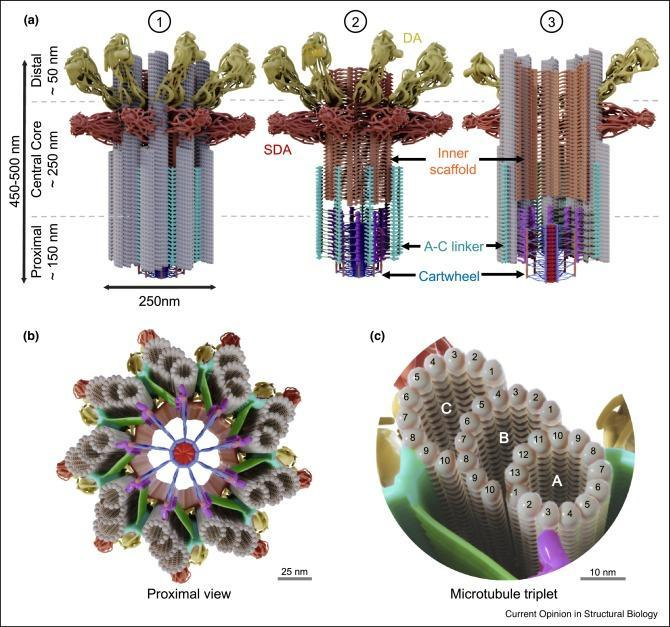 (a)
1
2
3
DA
Distal
~ 50 nm
Central Core
~ 250 nm
Proximal
~ 150 nm
450-500 nm
SDA
Inner
scaffold
A-C linker
Cartwheel
250nm
(b)
25 nm
Proximal view
(c)
4 3 2 1
5
6
7
8
9
10
C
5 4 3 2 1
6
7
8
9
10
B
11 10 9
12 8
13 7
1 6
2 3 4 5
A
10 nm
Microtubule triplet
Current Opinion in Structural Biology